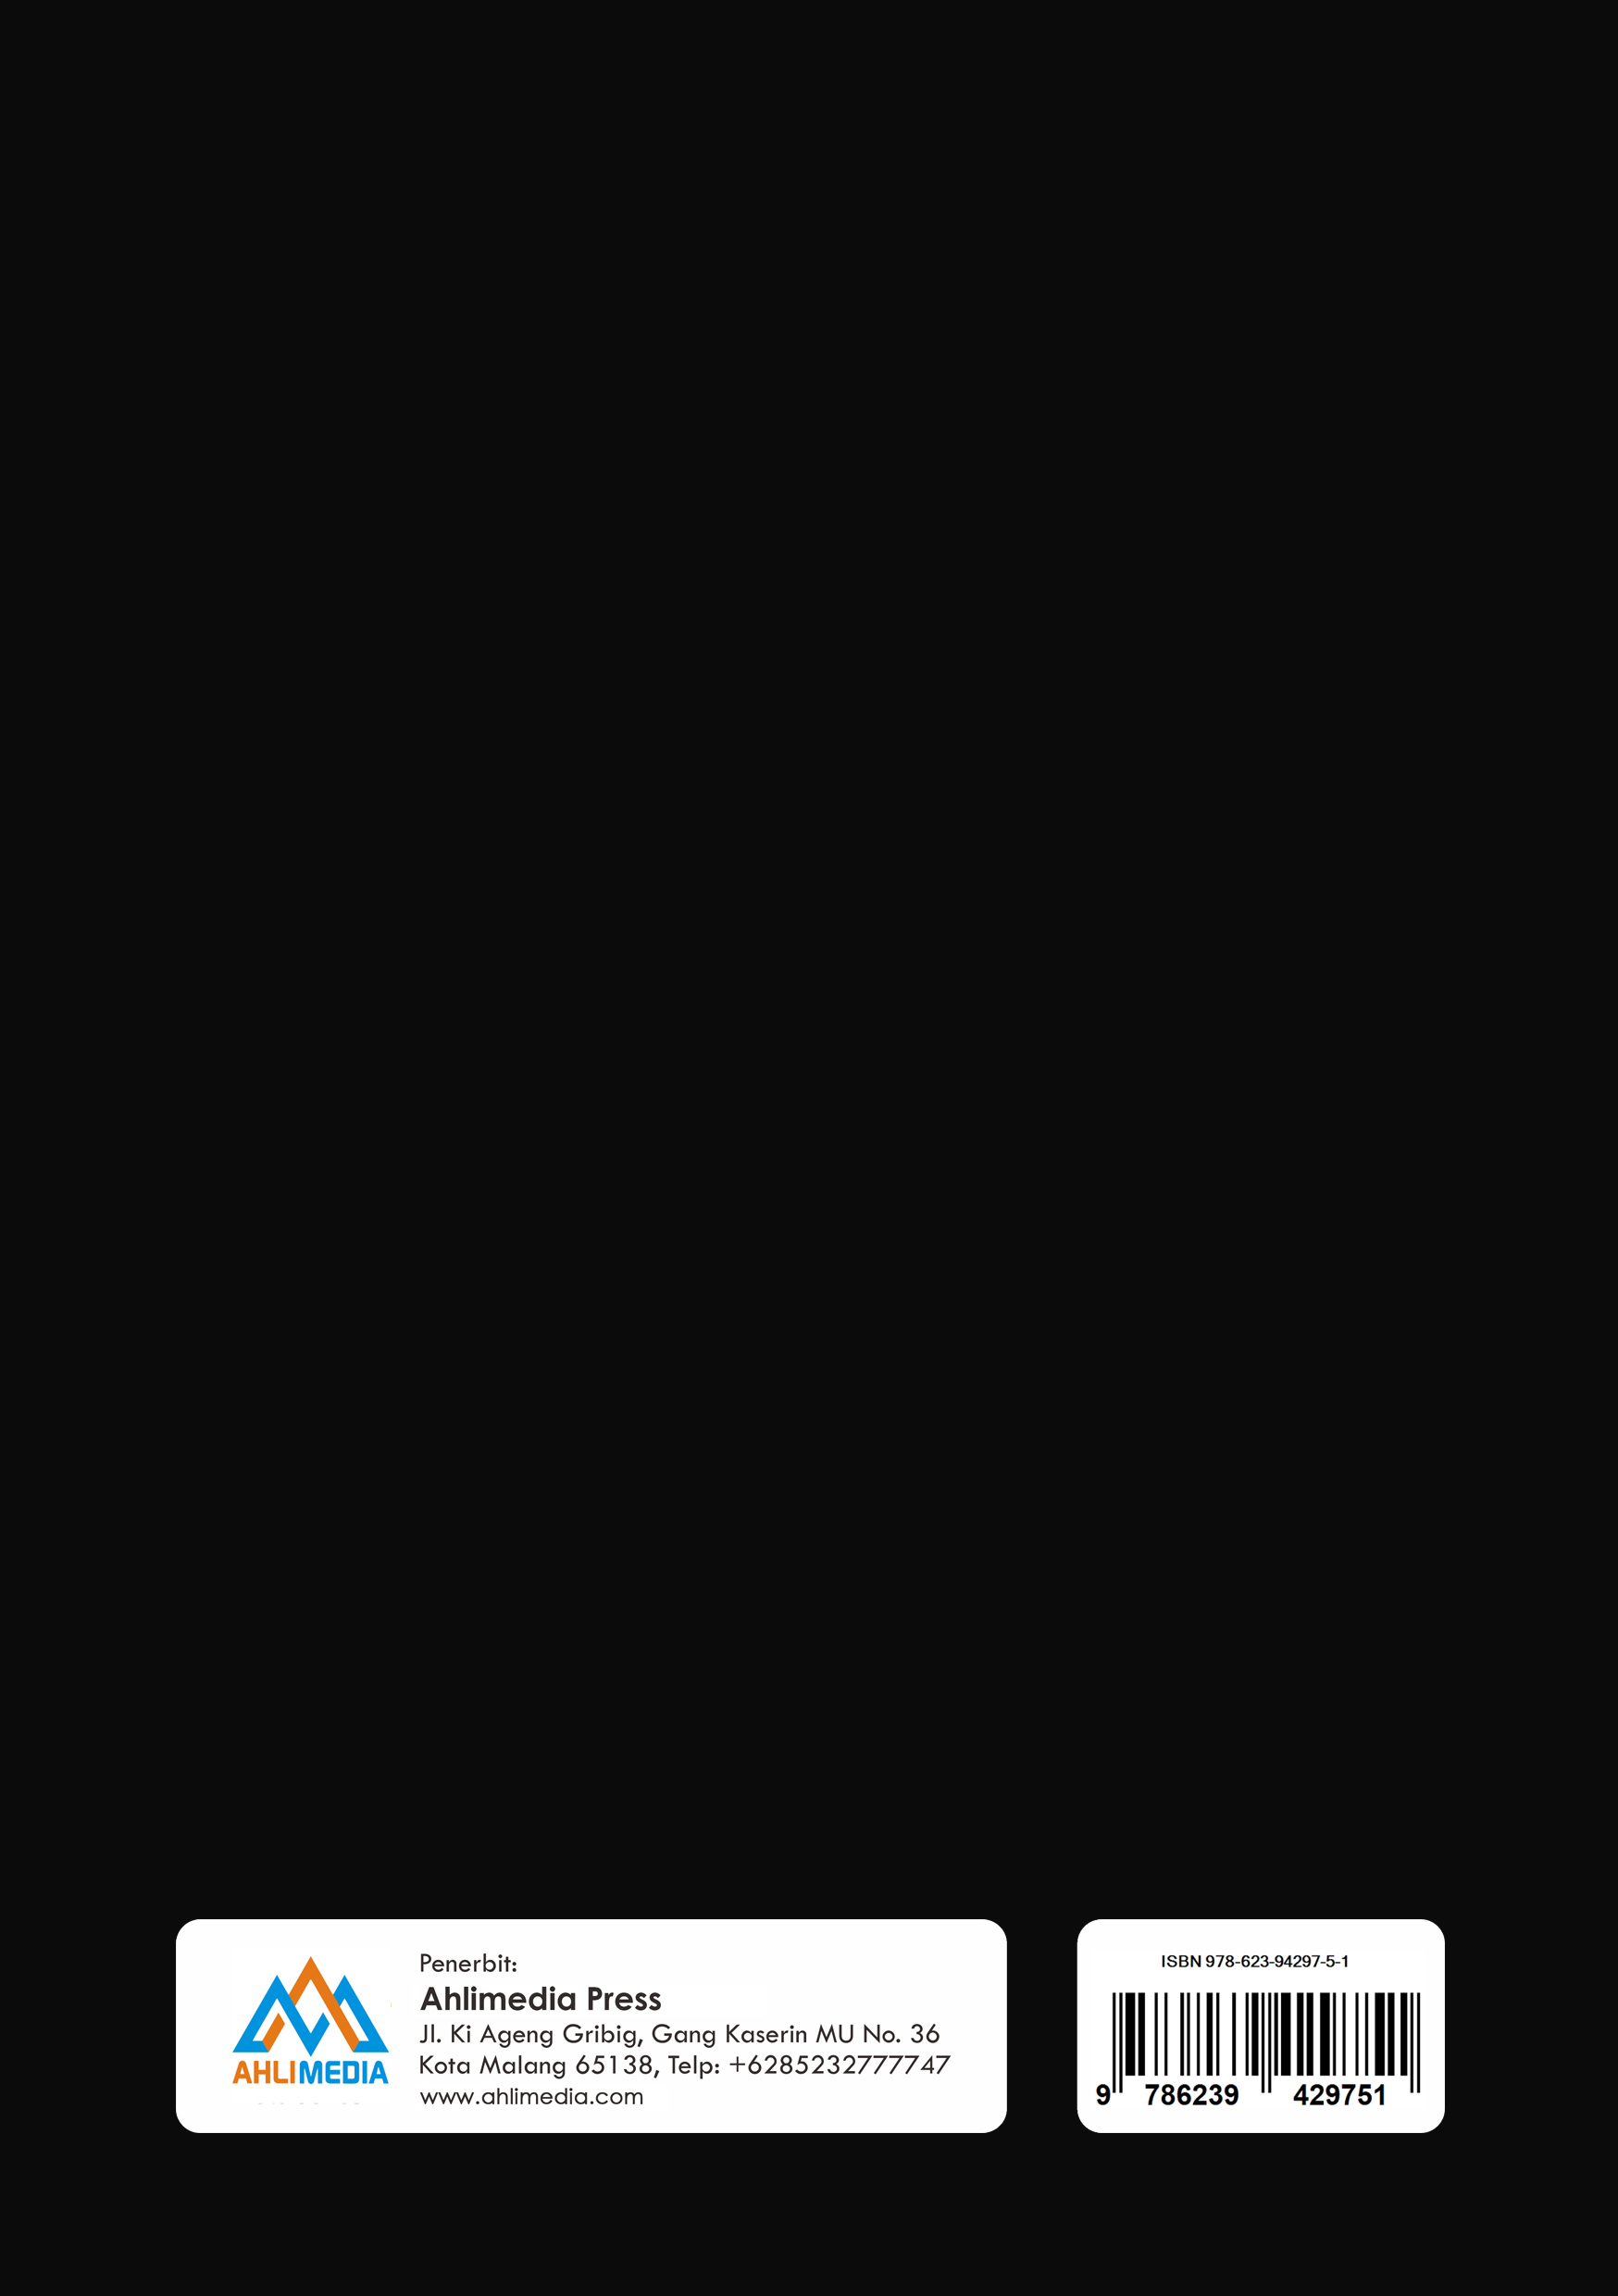 Penerbit:
Ahlimedia Press
Jl. Ki Ageng Gribig, Gang Kaserin MU No. 36
Kota Malang 65138, Telp: +6285232777747
www.ahlimedia.com
AHLIMEDIA
ISBN 978-623-94297-5-1
9 786239 429751